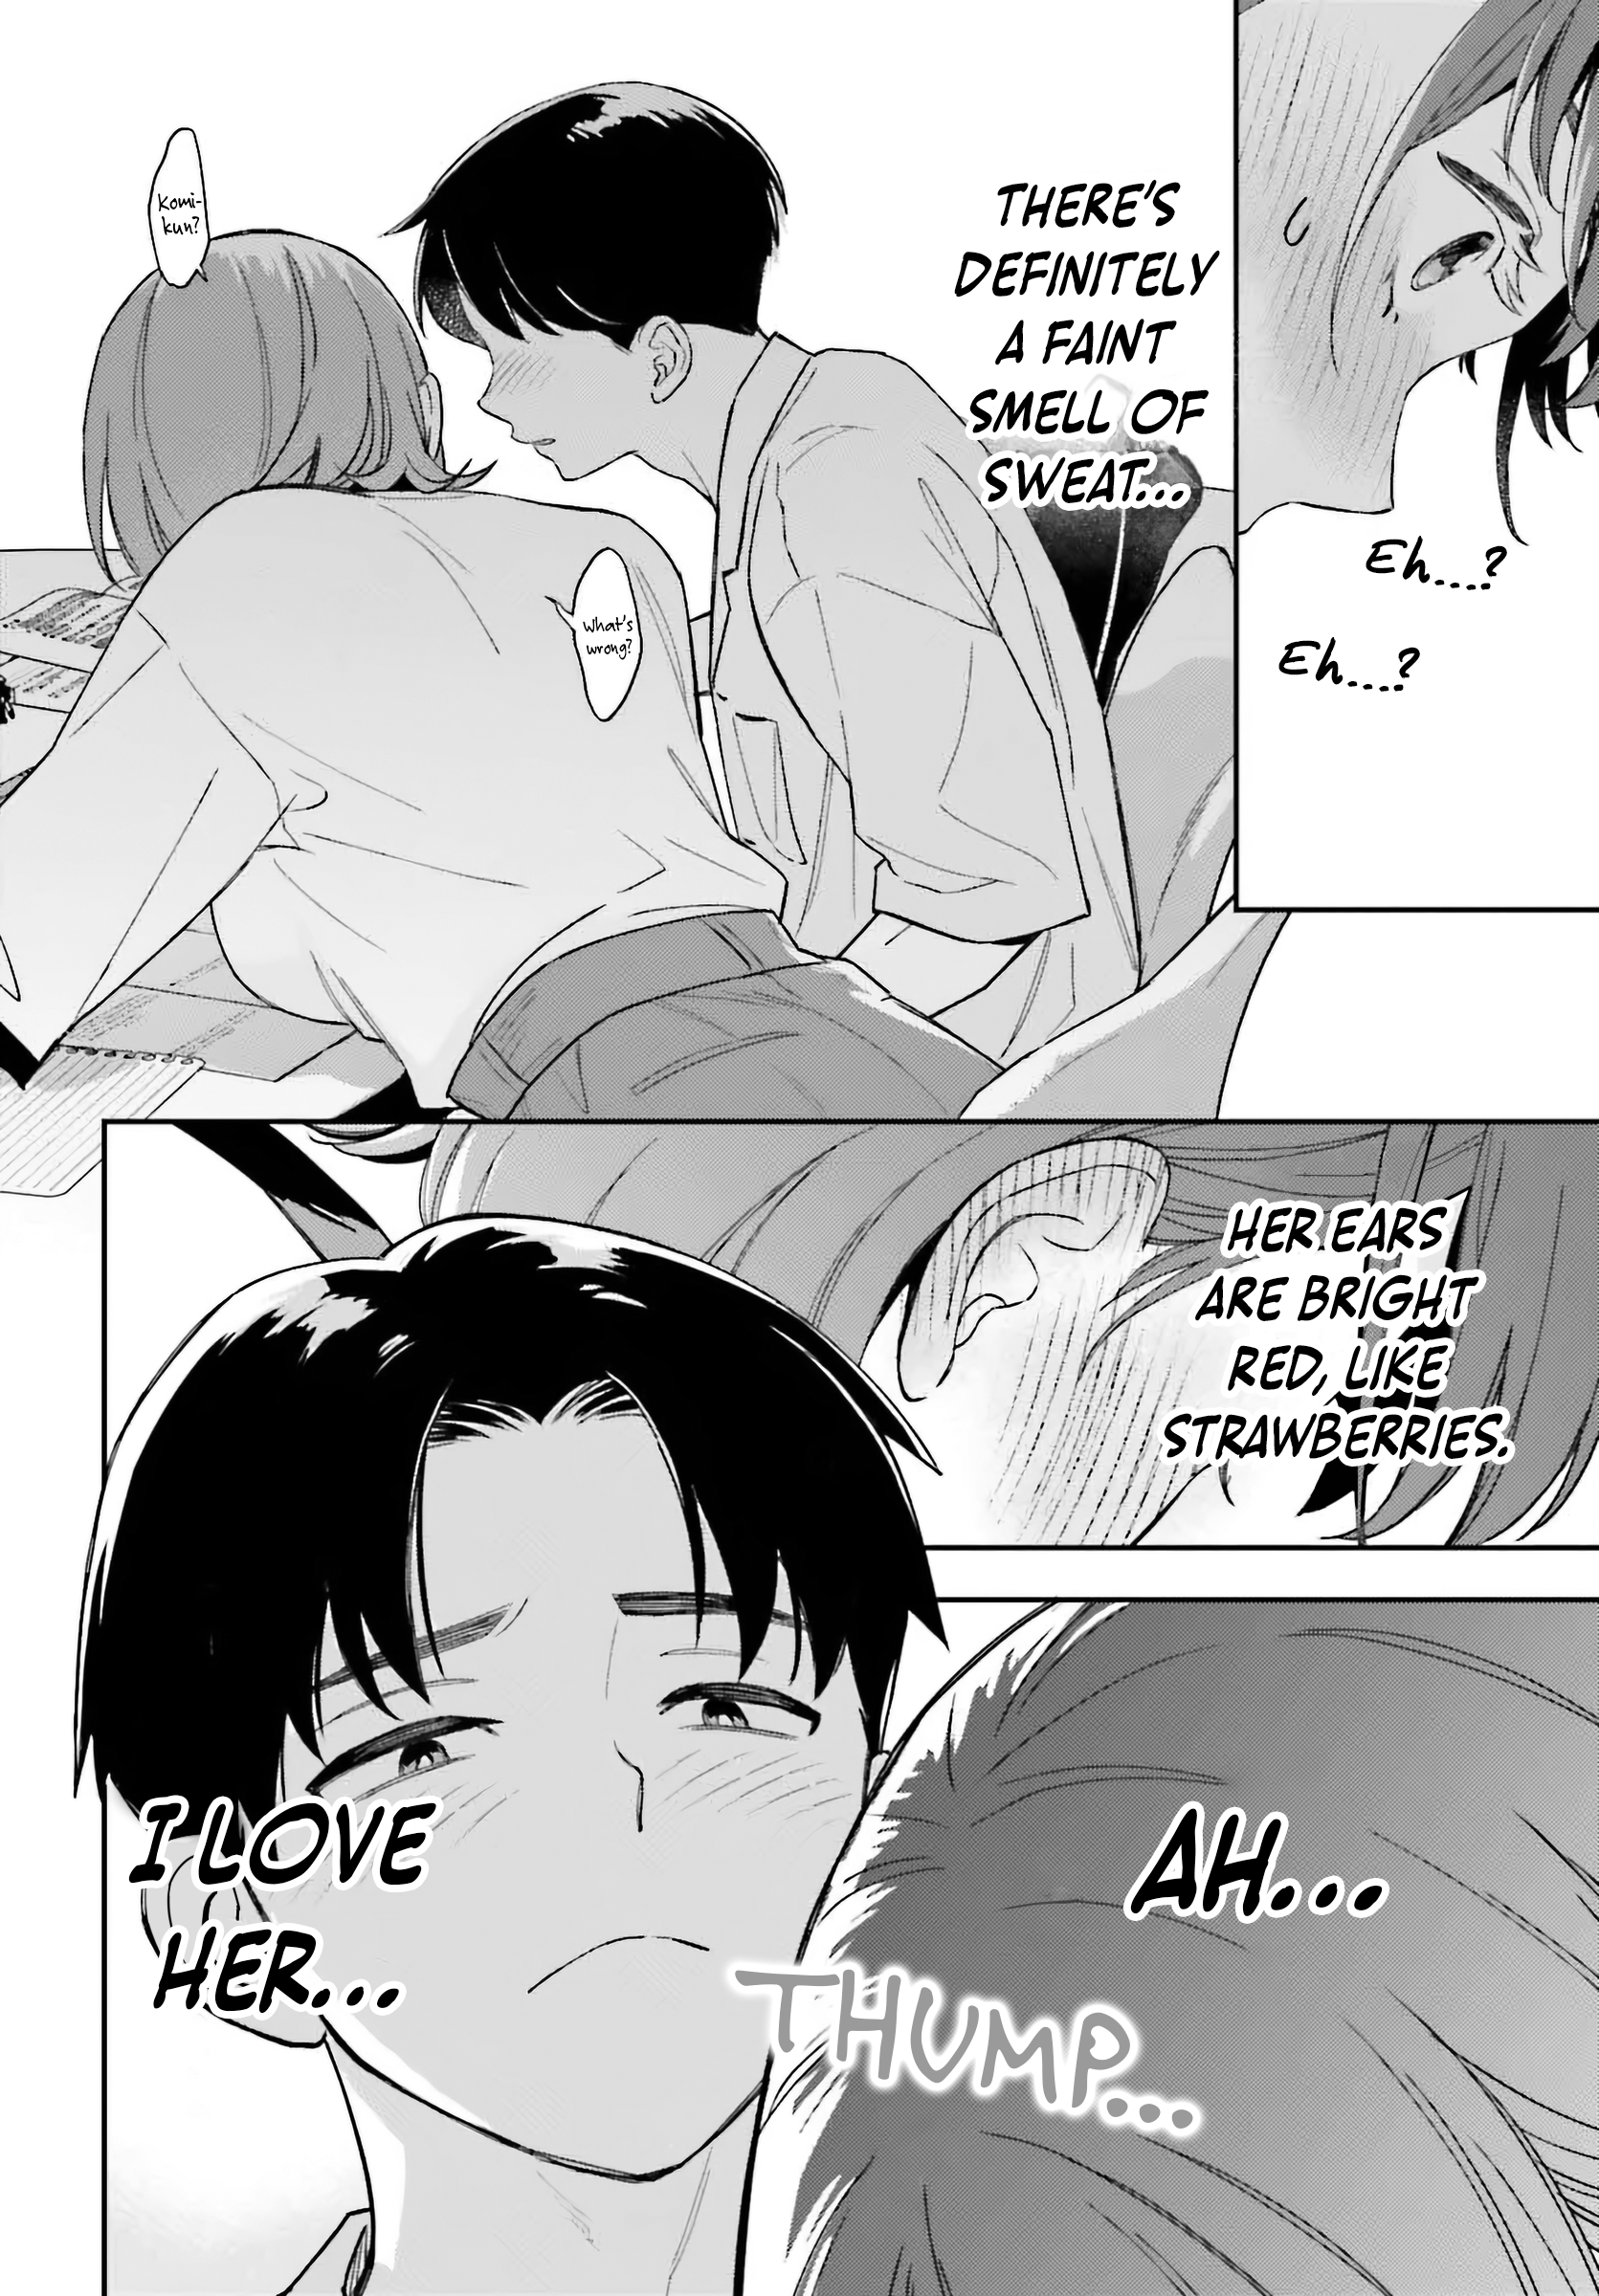 Eh....?
Eh....?
THERE'S
DEFINITELY
A FAINT
SMELL OF
SWEAT...
Komi-
kun?
What's
wrong?
HER EARS
ARE BRIGHT
RED, LIKE
STRAWBERRIES.
AH...
THUMP...
I LOVE
HER...